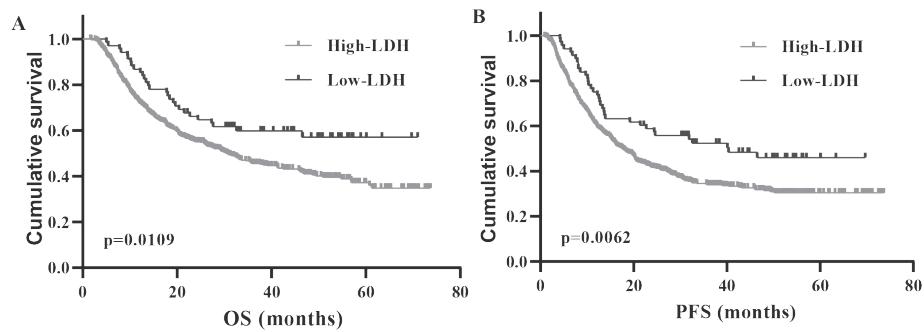 A
B
High-LDH
Low-LDH
High-LDH
Low-LDH
Cumulative survival
Cumulative survival
1.0
0.8
0.6
0.4
0.2
0.0
1.0
0.8
0.6
0.4
0.2
0.0
p=0.0109
p=0.0062
0 20 40 60 80
0 20 40 60 80
OS (months)
PFS (months)